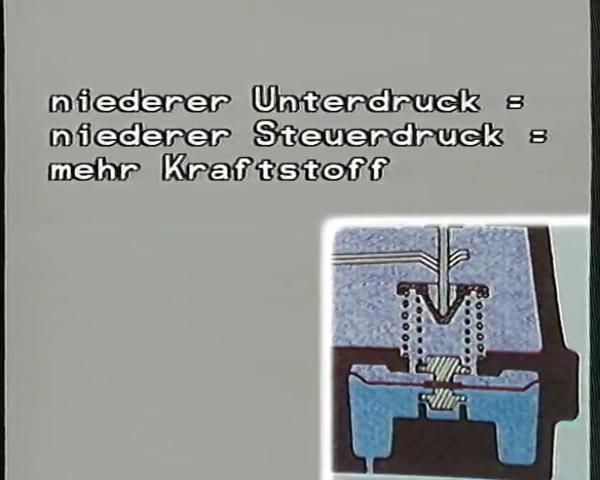 niederer Unterdruck =
niederer Steuerdruck =
mehr Kraftstoff